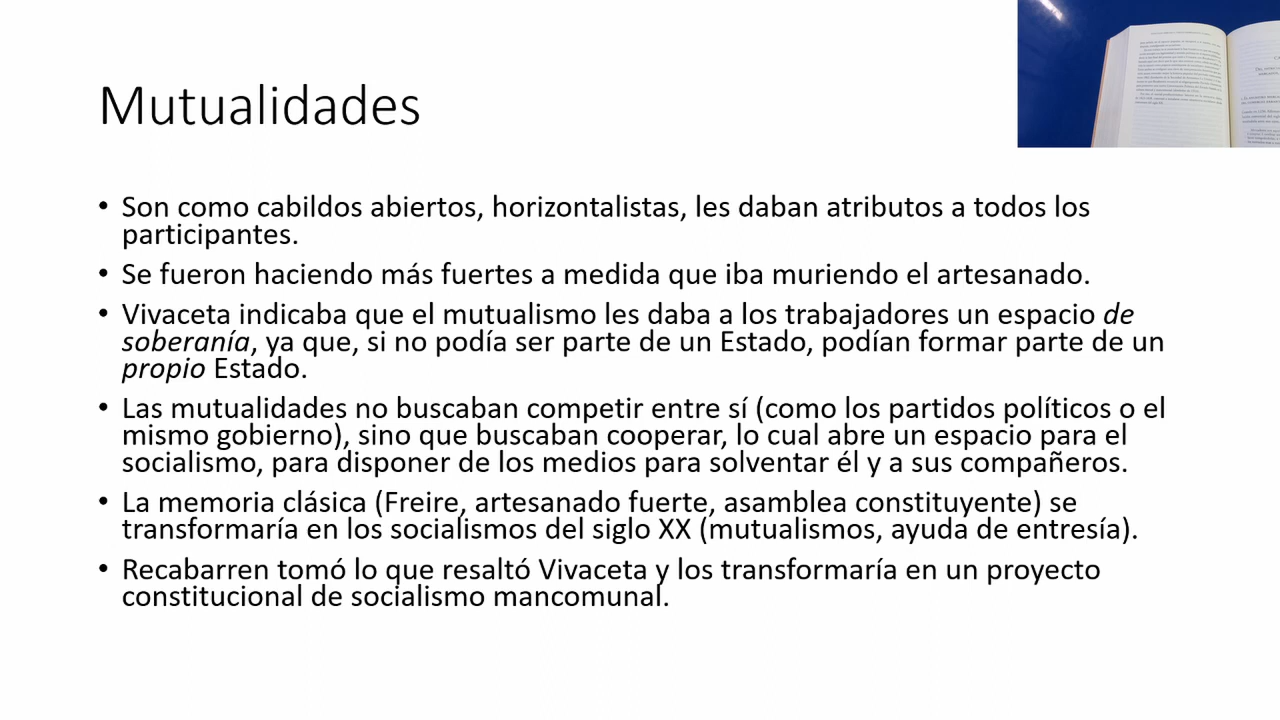 Mutualidades
• Son como cabildos abiertos, horizontalistas, les daban atributos a todos los
participantes.
• Se fueron haciendo más fuertes a medida que iba muriendo el artesanado.
• Vivaceta indicaba que el mutualismo les daba a los trabajadores un espacio de
soberanía, ya que, si no podía ser parte de un Estado, podían formar parte de un
propio Estado.
• Las mutualidades no buscaban competir entre sí (como los partidos políticos o el
mismo gobierno), sino que buscaban cooperar, lo cual abre un espacio para el
socialismo, para disponer de los medios para solventar él y a sus compañeros.
• La memoria clásica (Freire, artesanado fuerte, asamblea constituyente) se
transformaría en los socialismos del siglo XX (mutualismos, ayuda de entresía).
• Recabarren tomó lo que resaltó Vivaceta y los transformaría en un proyecto
constitucional de socialismo mancomunal.